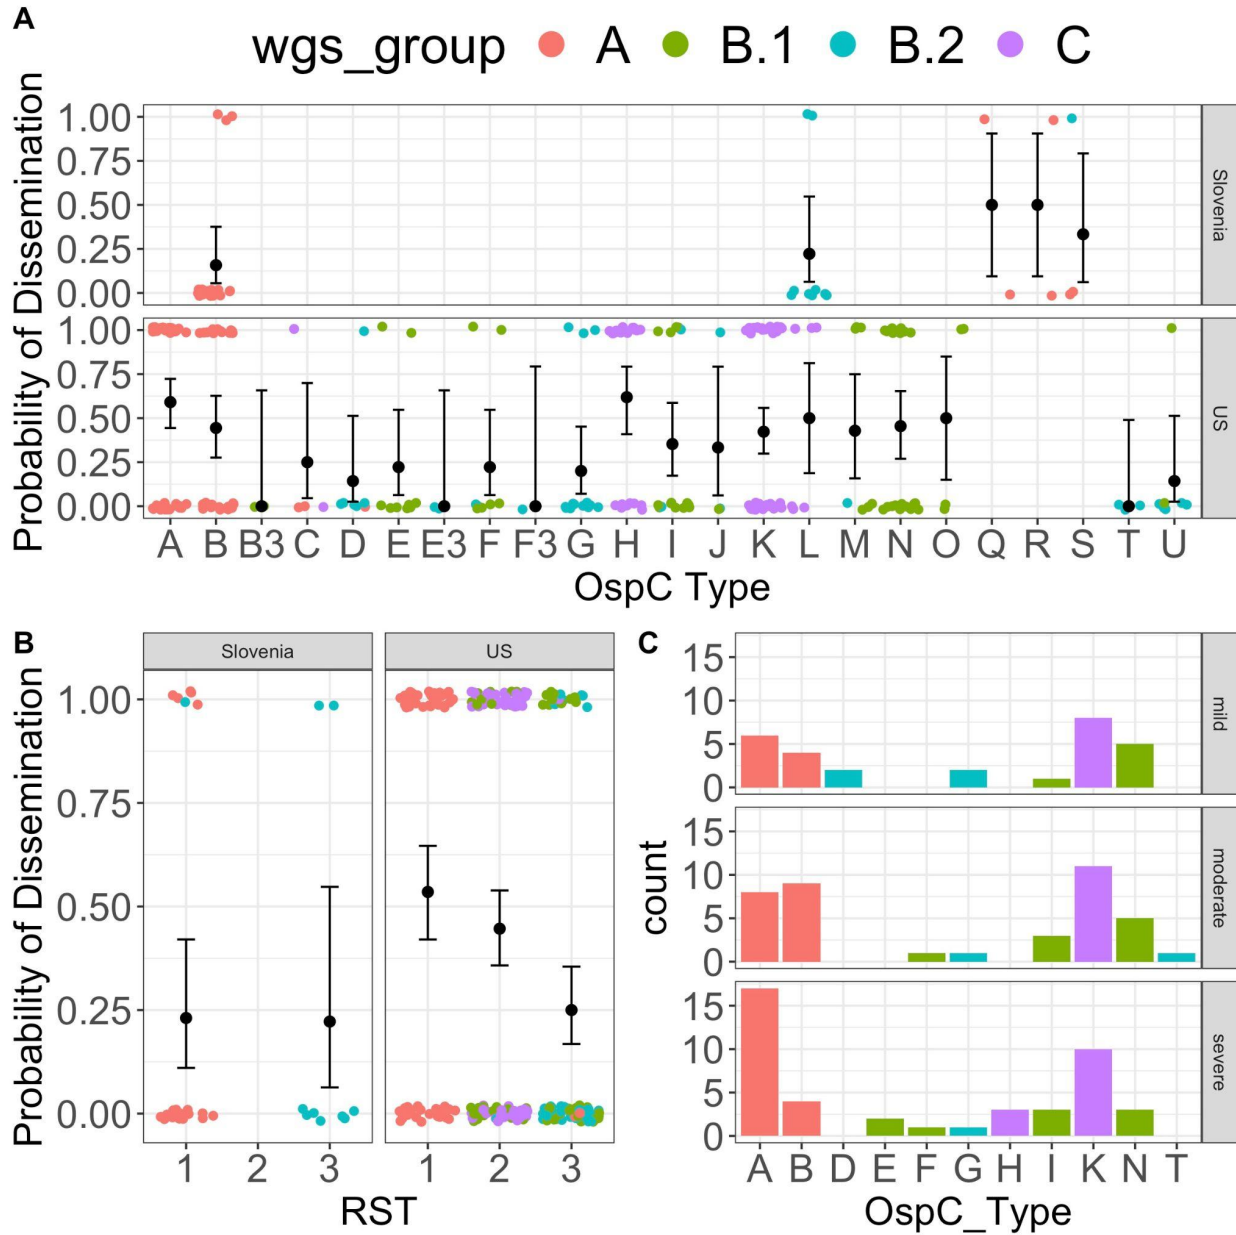 A
wgs_group A B.1 B.2 C
Probability of Dissemination
1.00
0.75
0.50
0.25
0.00
Slovenia
Probability of Dissemination
1.00
0.75
0.50
0.25
0.00
US
A B B3 C D E E3 F F3 G H I J K L M N O Q R S T U
OspC Type
B
Slovenia US
Probability of Dissemination
1.00
0.75
0.50
0.25
0.00
1 2 3 1 2 3
RST
C
count
15
10
5
0
mild
15
10
5
0
moderate
15
10
5
0
severe
A B D E F G H I K N T
OspC_Type